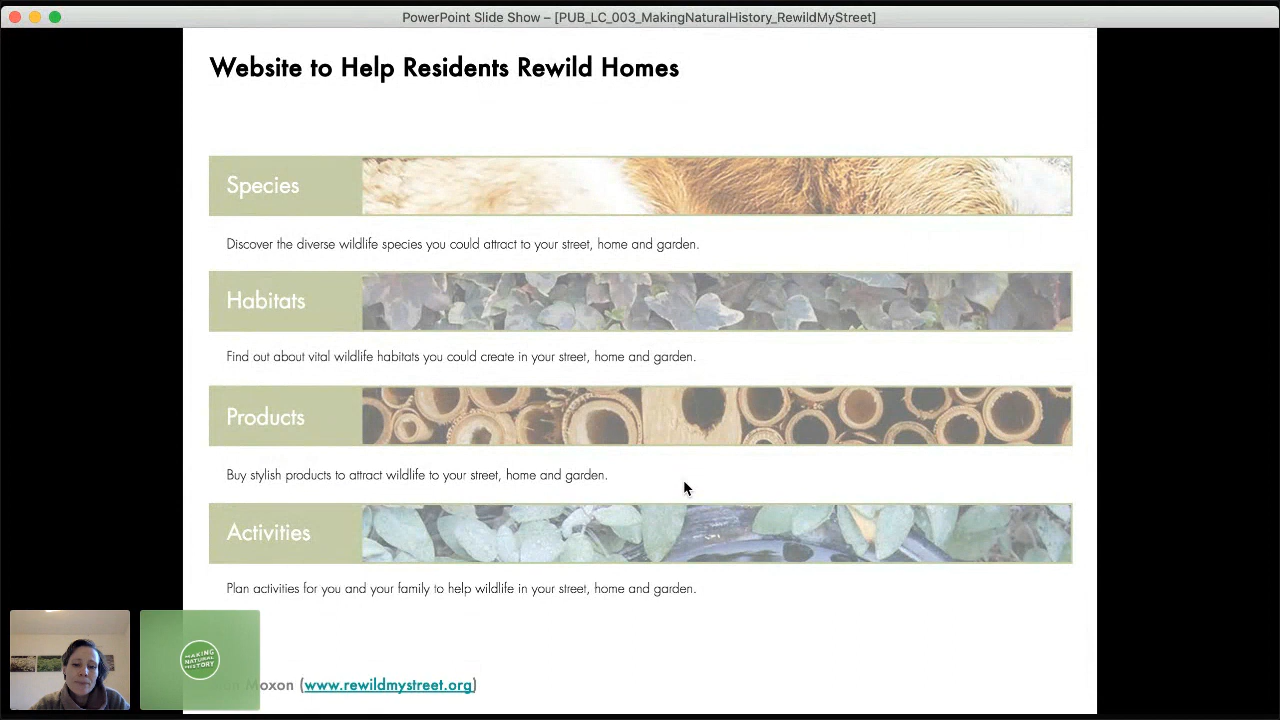 PowerPoint Slide Show – [PUB_LC_003_MakingNaturalHistory_RewildMyStreet]
Website to Help Residents Rewild Homes
Species
Discover the diverse wildlife species you could attract to your street, home and garden.
Habitats
Find out about vital wildlife habitats you could create in your street, home and garden.
Products
Buy stylish products to attract wildlife to your street, home and garden.
Activities
Plan activities for you and your family to help wildlife in your street, home and garden.
MAKING
NATURAL
HISTORY
Moxon (www.rewildmystreet.org)